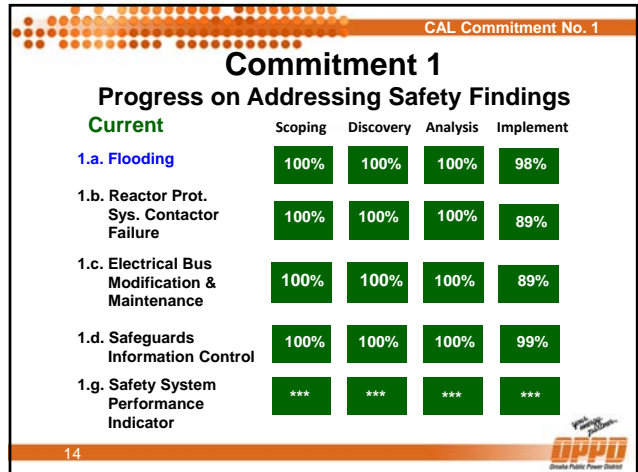 CAL Commitment No. 1
Commitment 1
Progress on Addressing Safety Findings
Current Scoping Discovery Analysis Implement
1.a. Flooding 100% 100% 100% 98%
1.b. Reactor Prot.
Sys. Contactor
Failure
100% 100% 100% 89%
1.c. Electrical Bus
Modification &
Maintenance
100% 100% 100% 89%
1.d. Safeguards
Information Control
100% 100% 100% 99%
1.g. Safety System
Performance
Indicator
*** *** *** ***
14
your
energy
partner
OPPD
Omaha Public Power District